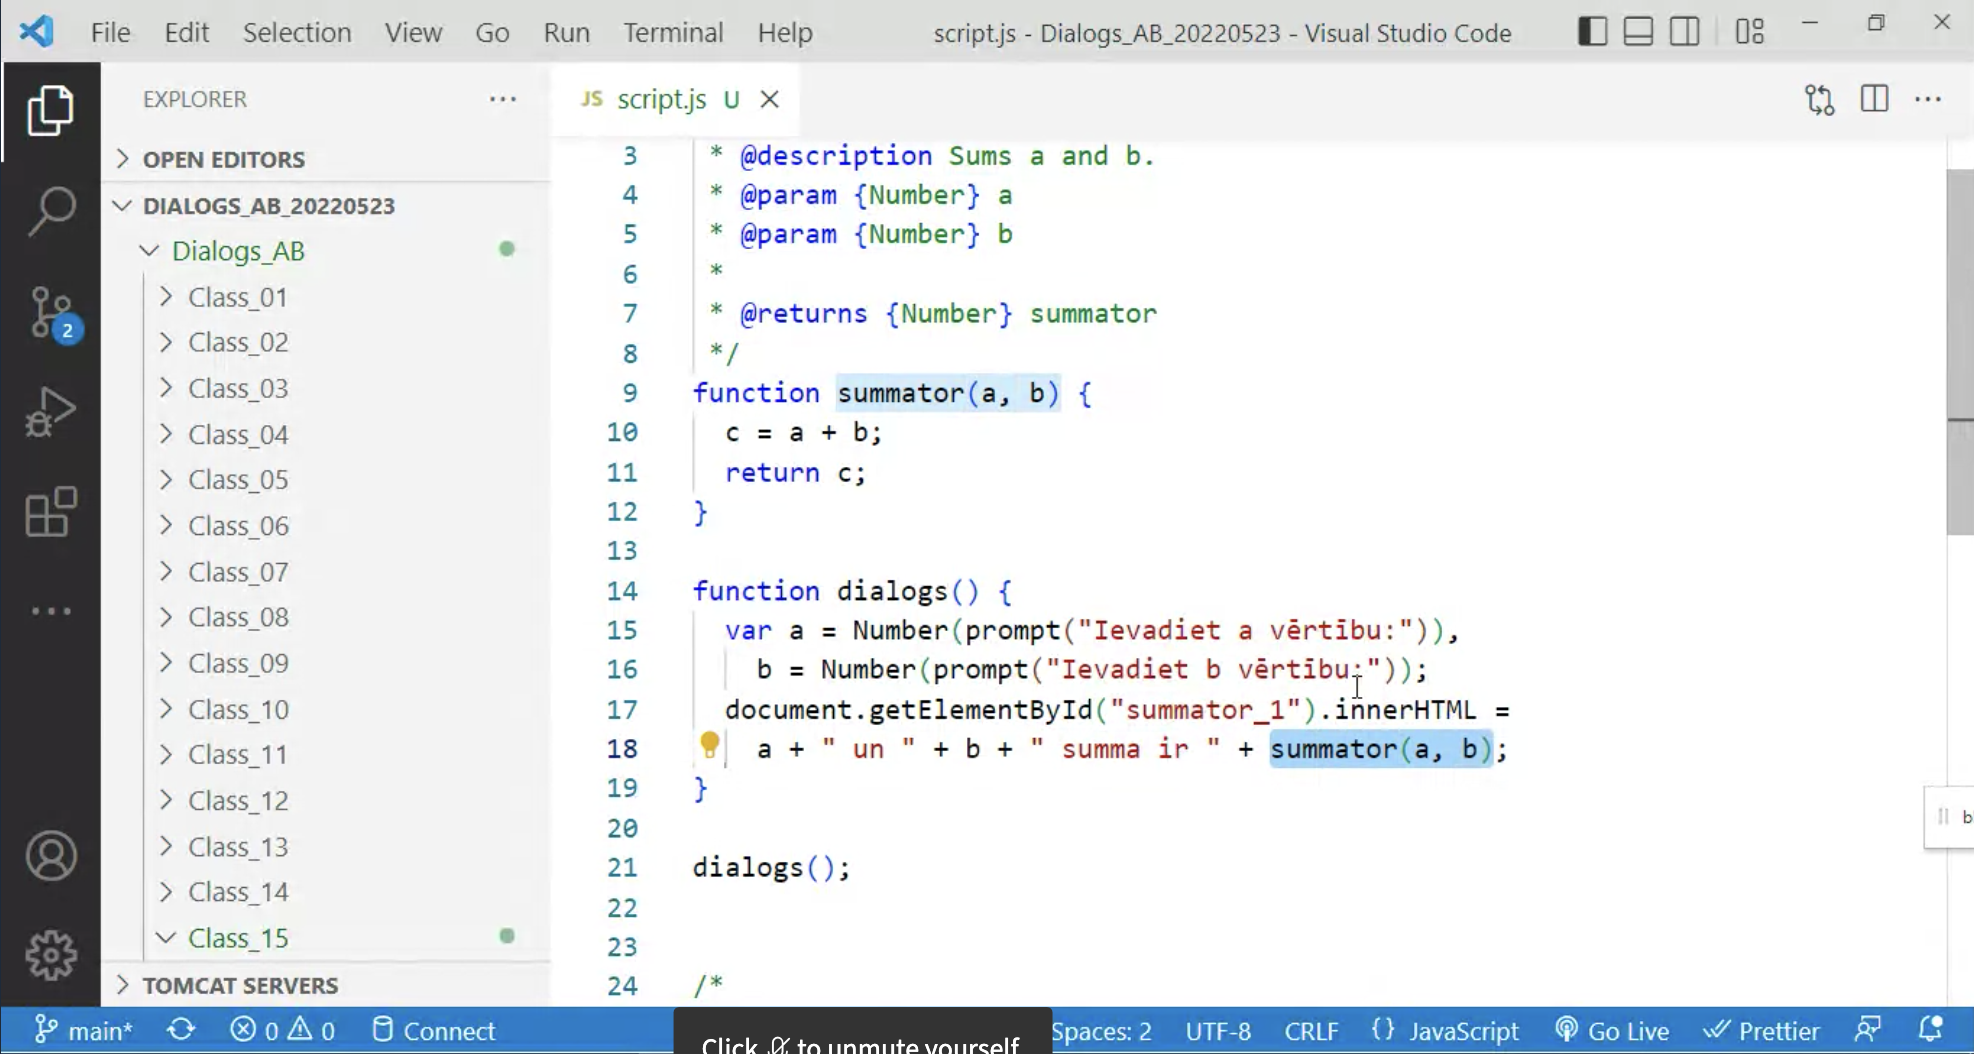 File Edit Selection View Go Run Terminal Help script.js - Dialogs_AB_20220523 - Visual Studio Code
EXPLORER
OPEN EDITORS
DIALOGS_AB_20220523
Dialogs_AB
Class_01
Class_02
Class_03
Class_04
Class_05
Class_06
Class_07
Class_08
Class_09
Class_10
Class_11
Class_12
Class_13
Class_14
Class_15
TOMCAT SERVERS
2
JS script.js U
3 * @description Sums a and b.
4 * @param {Number} a
5 * @param {Number} b
6 *
7 * @returns {Number} summator
8 */
9 function summator(a, b) {
10 c = a + b;
11 return c;
12 }
13
14 function dialogs() {
15 var a = Number(prompt("Ievadiet a vērtību:")),
16 b = Number(prompt("Ievadiet b vērtību:"));
17 document.getElementById("summator_1").innerHTML =
18 a + " un " + b + " summa ir " + summator(a, b);
19 }
20
21 dialogs();
22
23
24 /*
b
main* 0 0 Connect Spaces: 2 UTF-8 CRLF {} JavaScript Go Live Prettier
Click to unmute yourself